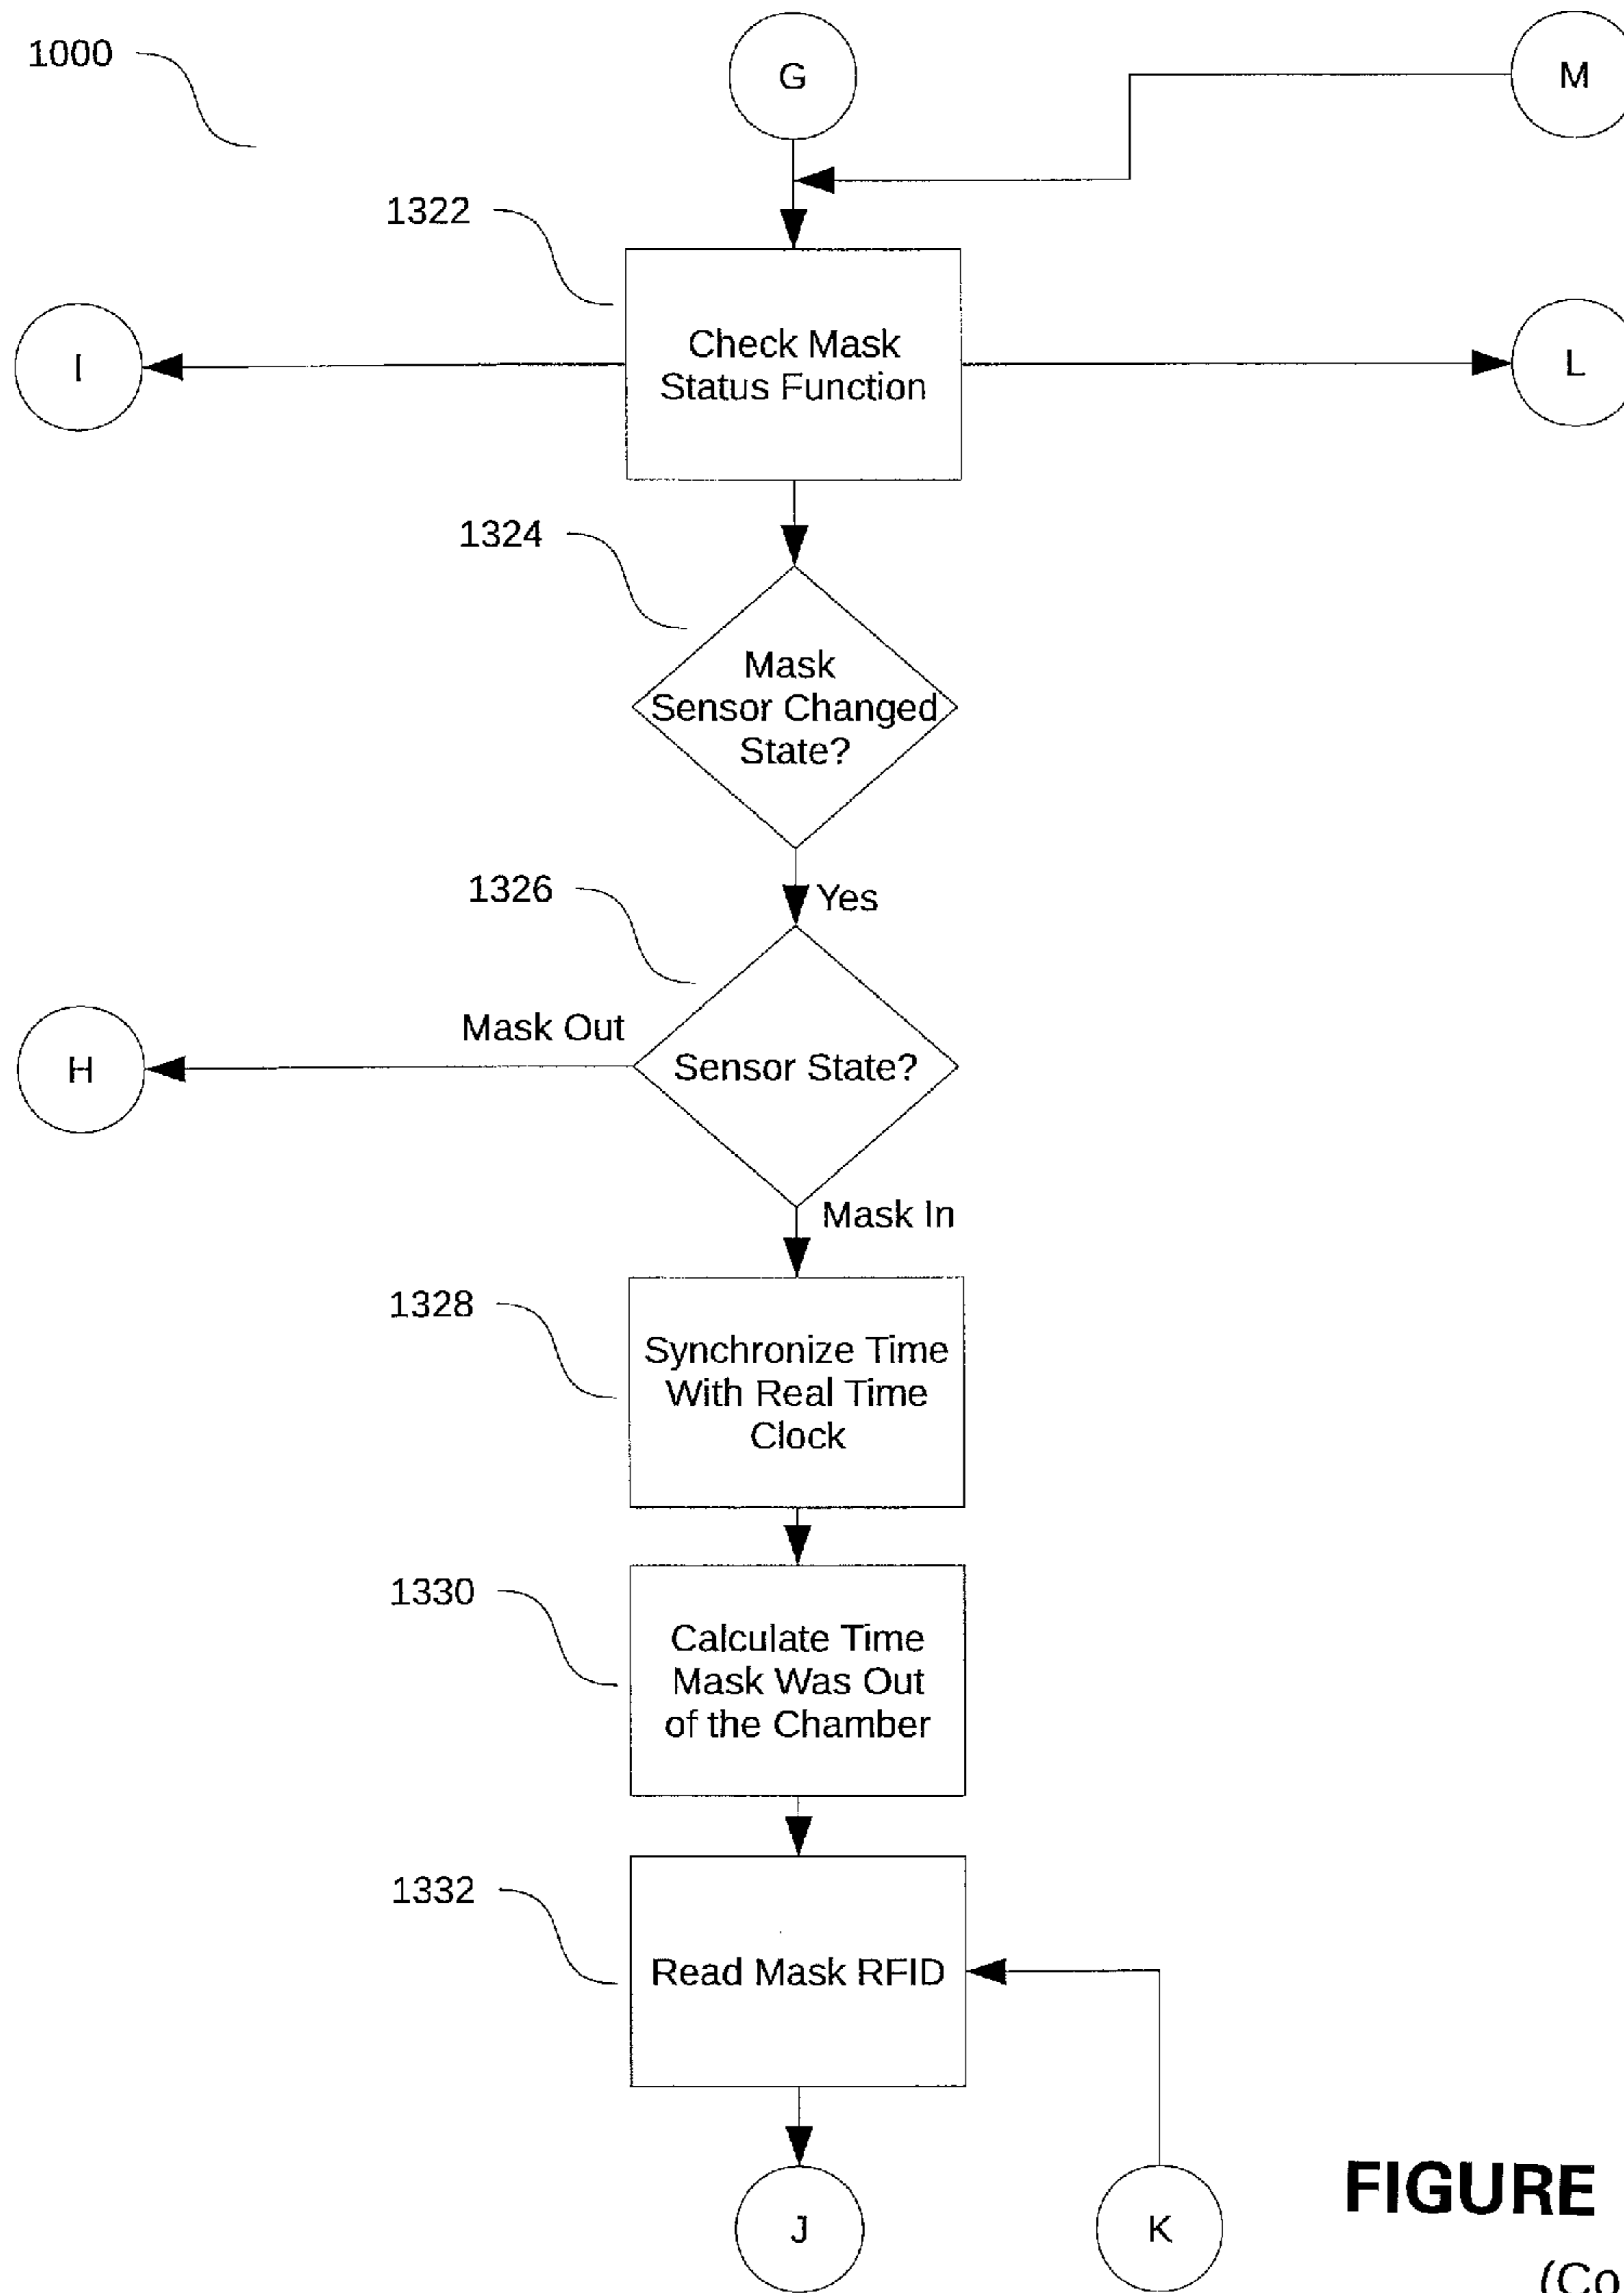 1000
G
M
1322
Check Mask
Status Function
I
L
1324
Mask
Sensor Changed
State?
Yes
1326
Mask Out
Sensor State?
H
Mask In
1328
Synchronize Time
With Real Time
Clock
1330
Calculate Time
Mask Was Out
of the Chamber
1332
Read Mask RFID
J
K
FIGURE